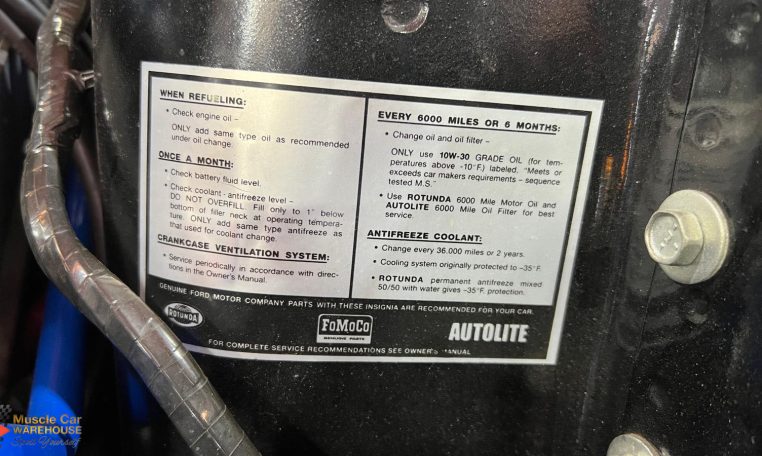 WHEN REFUELING:
• Check engine oil –
ONLY add same type oil as recommended
under oil change.
ONCE A MONTH:
• Check battery fluid level.
• Check coolant - antifreeze level –
DO NOT OVERFILL. Fill only to 1" below
bottom of filler neck at operating tempera-
ture. ONLY add same type antifreeze as
that used for coolant change.
CRANKCASE VENTILATION SYSTEM:
• Service periodically in accordance with direc-
tions in the Owner's Manual.
EVERY 6000 MILES OR 6 MONTHS:
• Change oil and oil filter –
ONLY use 10W-30 GRADE OIL (for tem-
peratures above -10°F.) labeled, "Meets or
exceeds car makers requirements – sequence
tested M.S."
• Use ROTUNDA 6000 Mile Motor Oil and
AUTOLITE 6000 Mile Oil Filter for best
service.
ANTIFREEZE COOLANT:
• Change every 36,000 miles or 2 years.
• Cooling system originally protected to –35°F.
• ROTUNDA permanent antifreeze mixed
50/50 with water gives –35°F. protection.
GENUINE FORD MOTOR COMPANY PARTS WITH THESE INSIGNIA ARE RECOMMENDED FOR YOUR CAR.
ROTUNDA
FoMoCo
GENUINE PARTS
AUTOLITE
FOR COMPLETE SERVICE RECOMMENDATIONS SEE OWNER'S MANUAL
Muscle Car
WAREHOUSE
Spoil Yourself